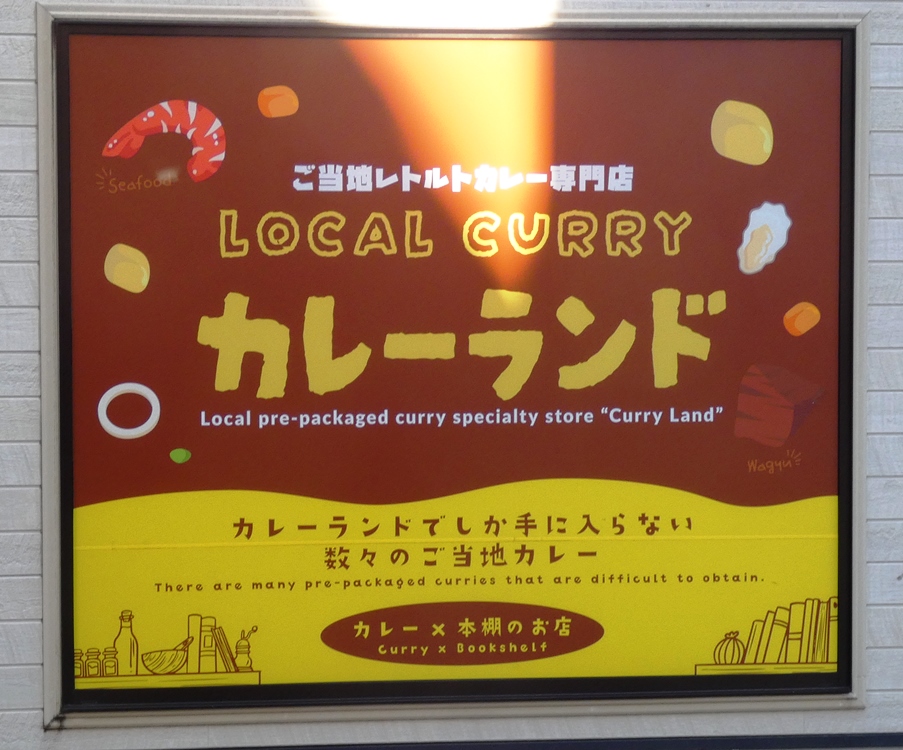 Seafood
ご当地レトルトカレー専門店
LOCAL CURRY
カレーランド
Local pre-packaged curry specialty store “Curry Land”
Wagyu
カレーランドでしか手に入らない
数々のご当地カレー
There are many pre-packaged curries that are difficult to obtain.
カレー×本棚のお店
Curry × Bookshelf